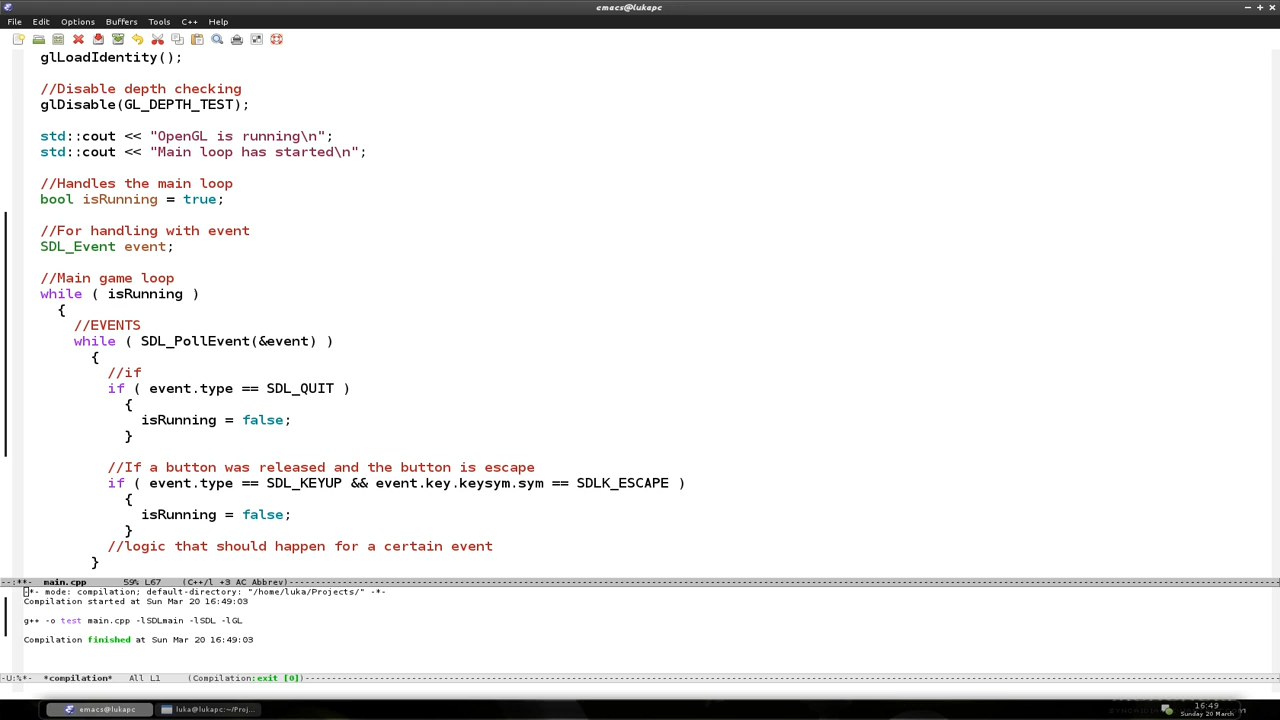 emacs@lukapc
File Edit Options Buffers Tools C++ Help
glLoadIdentity();
//Disable depth checking
glDisable(GL_DEPTH_TEST);
std::cout << "OpenGL is running\n";
std::cout << "Main loop has started\n";
//Handles the main loop
bool isRunning = true;
//For handling with event
SDL_Event event;
//Main game loop
while ( isRunning )
{
//EVENTS
while ( SDL_PollEvent(&event) )
{
//if
if ( event.type == SDL_QUIT )
{
isRunning = false;
}
//If a button was released and the button is escape
if ( event.type == SDL_KEYUP && event.key.keysym.sym == SDLK_ESCAPE )
{
isRunning = false;
}
//logic that should happen for a certain event
}
--:**- main.cpp 59% L67 (C++/l +3 AC Abbrev)
-*- mode: compilation; default-directory: "/home/luka/Projects/" -*-
Compilation started at Sun Mar 20 16:49:03
g++ -o test main.cpp -lSDLmain -lSDL -lGL
Compilation finished at Sun Mar 20 16:49:03
-U:%*- *compilation* All L1 (Compilation:exit [0])
emacs@lukapc luka@lukapc:~/Proj... 16:49
Sunday 20 March